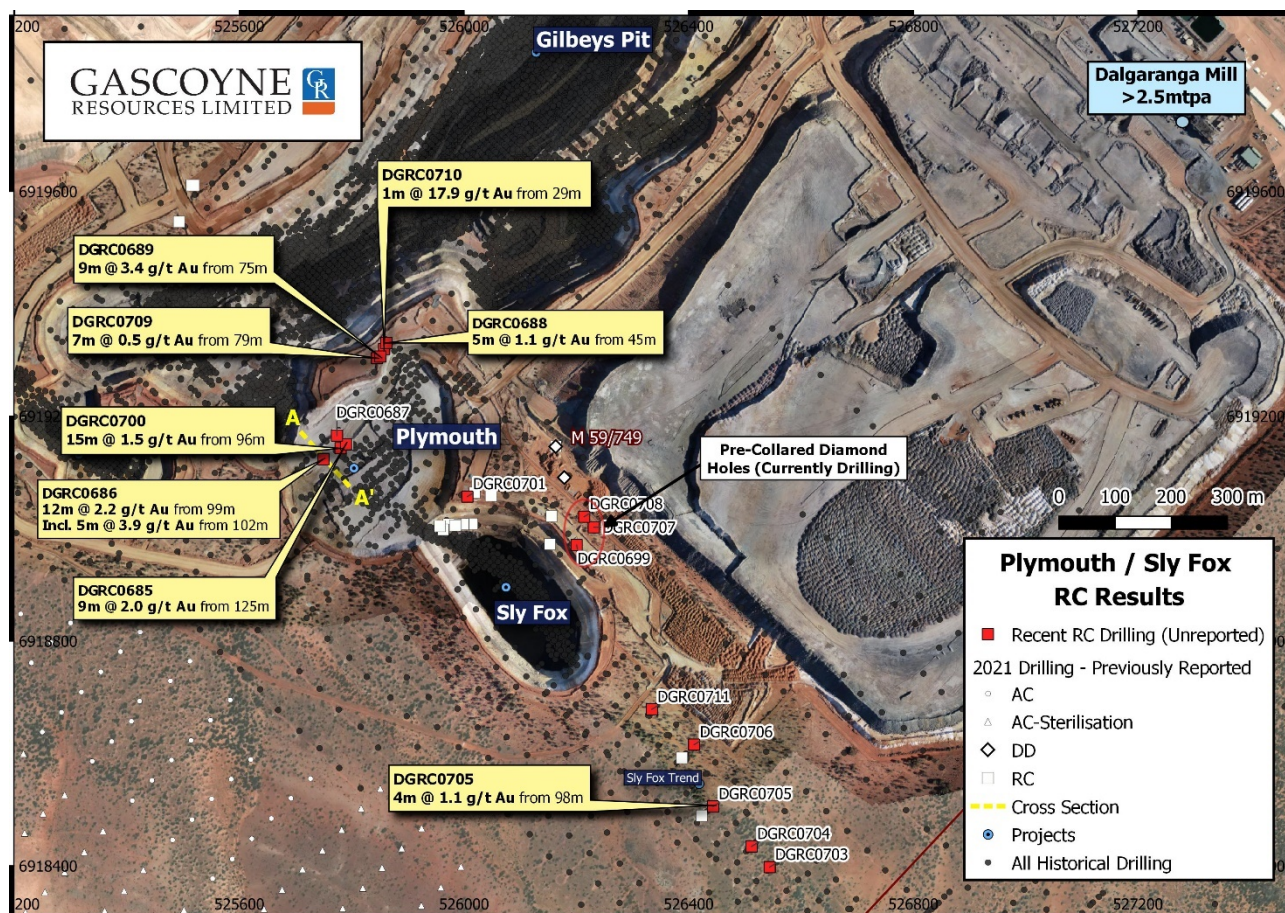 200
525600
526000
526400
526800
527200
GASCOYNE
RESOURCES LIMITED
GR
Gilbeys Pit
Dalgaranga Mill
>2.5mtpa
6919600
6919600
DGRC0710
1m @ 17.9 g/t Au from 29m
DGRC0689
9m @ 3.4 g/t Au from 75m
DGRC0709
7m @ 0.5 g/t Au from 79m
DGRC0688
5m @ 1.1 g/t Au from 45m
6919200
6919200
DGRC0700
15m @ 1.5 g/t Au from 96m
A
DGRC0687
Plymouth
M 59/749
Pre-Collared Diamond
Holes (Currently Drilling)
DGRC0686
12m @ 2.2 g/t Au from 99m
Incl. 5m @ 3.9 g/t Au from 102m
A'
DGRC0701
DGRC0708
DGRC0707
DGRC0699
0 100 200 300 m
DGRC0685
9m @ 2.0 g/t Au from 125m
Sly Fox
6918800
DGRC0711
DGRC0706
Sly Fox Trend
DGRC0705
4m @ 1.1 g/t Au from 98m
DGRC0705
DGRC0704
DGRC0703
6918400
Plymouth / Sly Fox
RC Results
Recent RC Drilling (Unreported)
2021 Drilling - Previously Reported
AC
AC-Sterilisation
DD
RC
Cross Section
Projects
All Historical Drilling
200
525600
526000
526400
526800
527200